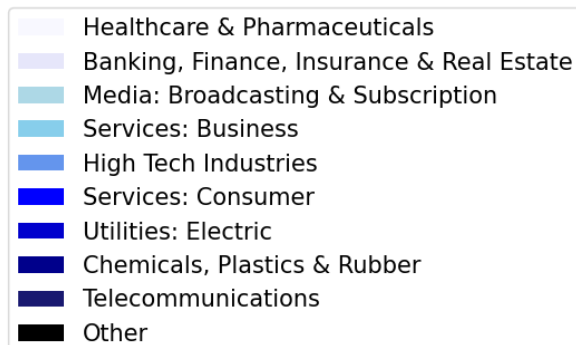 Healthcare & Pharmaceuticals
Banking, Finance, Insurance & Real Estate
Media: Broadcasting & Subscription
Services: Business
High Tech Industries
Services: Consumer
Utilities: Electric
Chemicals, Plastics & Rubber
Telecommunications
Other